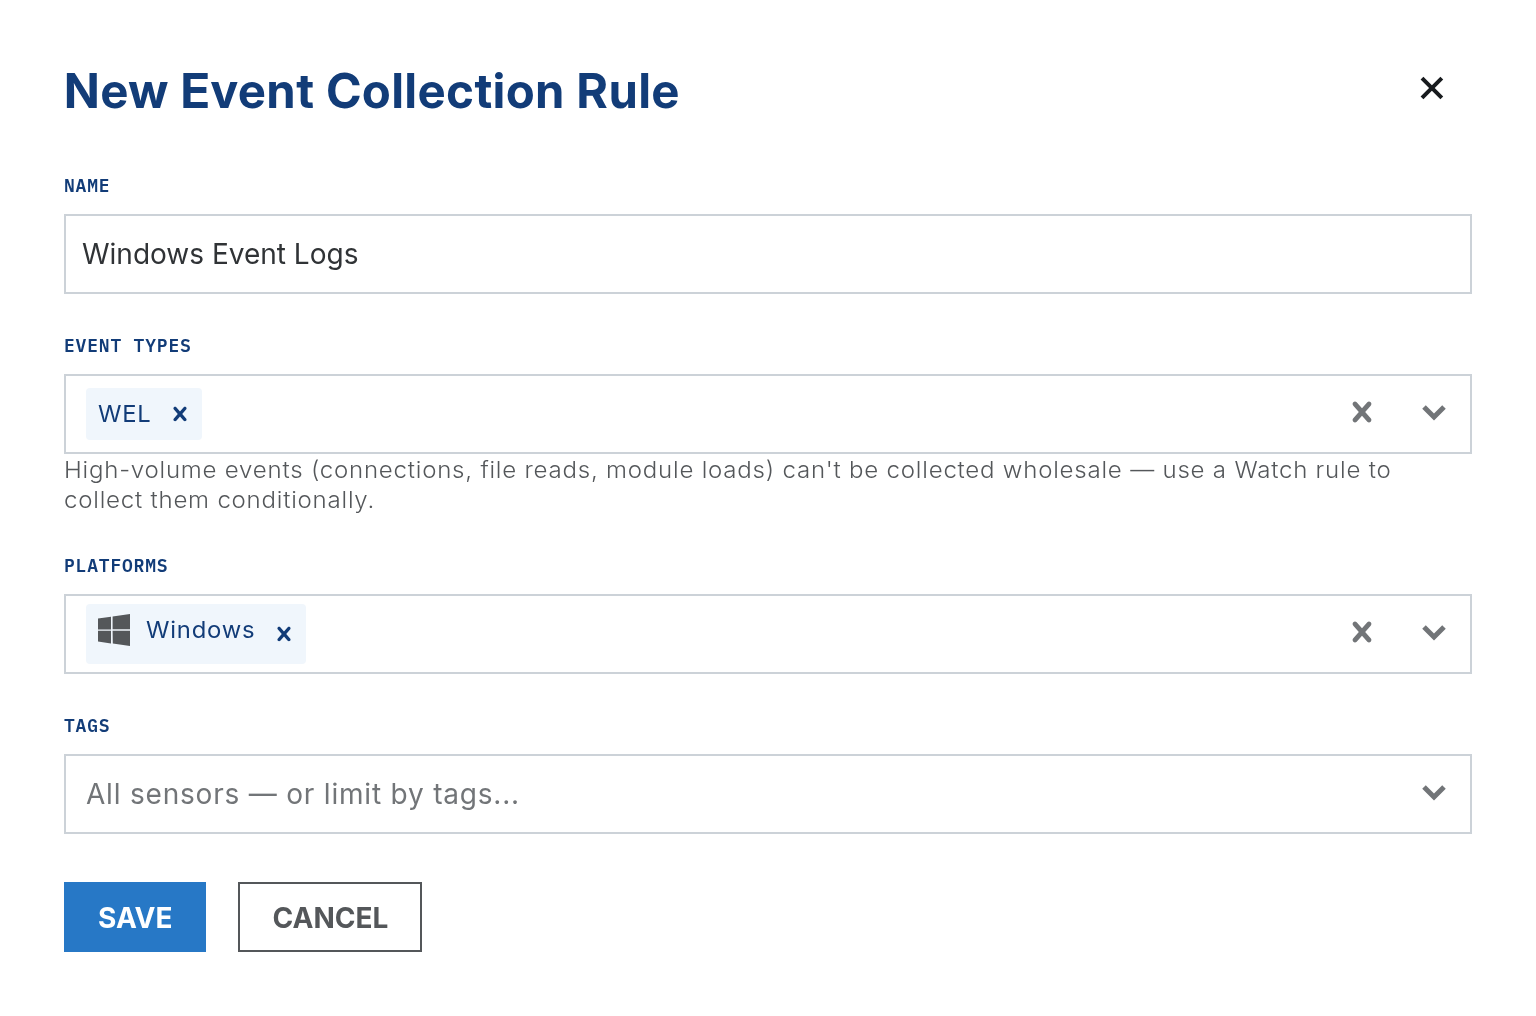 New Event Collection Rule
NAME
Windows Event Logs
EVENT TYPES
WEL
High-volume events (connections, file reads, module loads) can't be collected wholesale — use a Watch rule to
collect them conditionally.
PLATFORMS
Windows
TAGS
All sensors — or limit by tags...
SAVE CANCEL